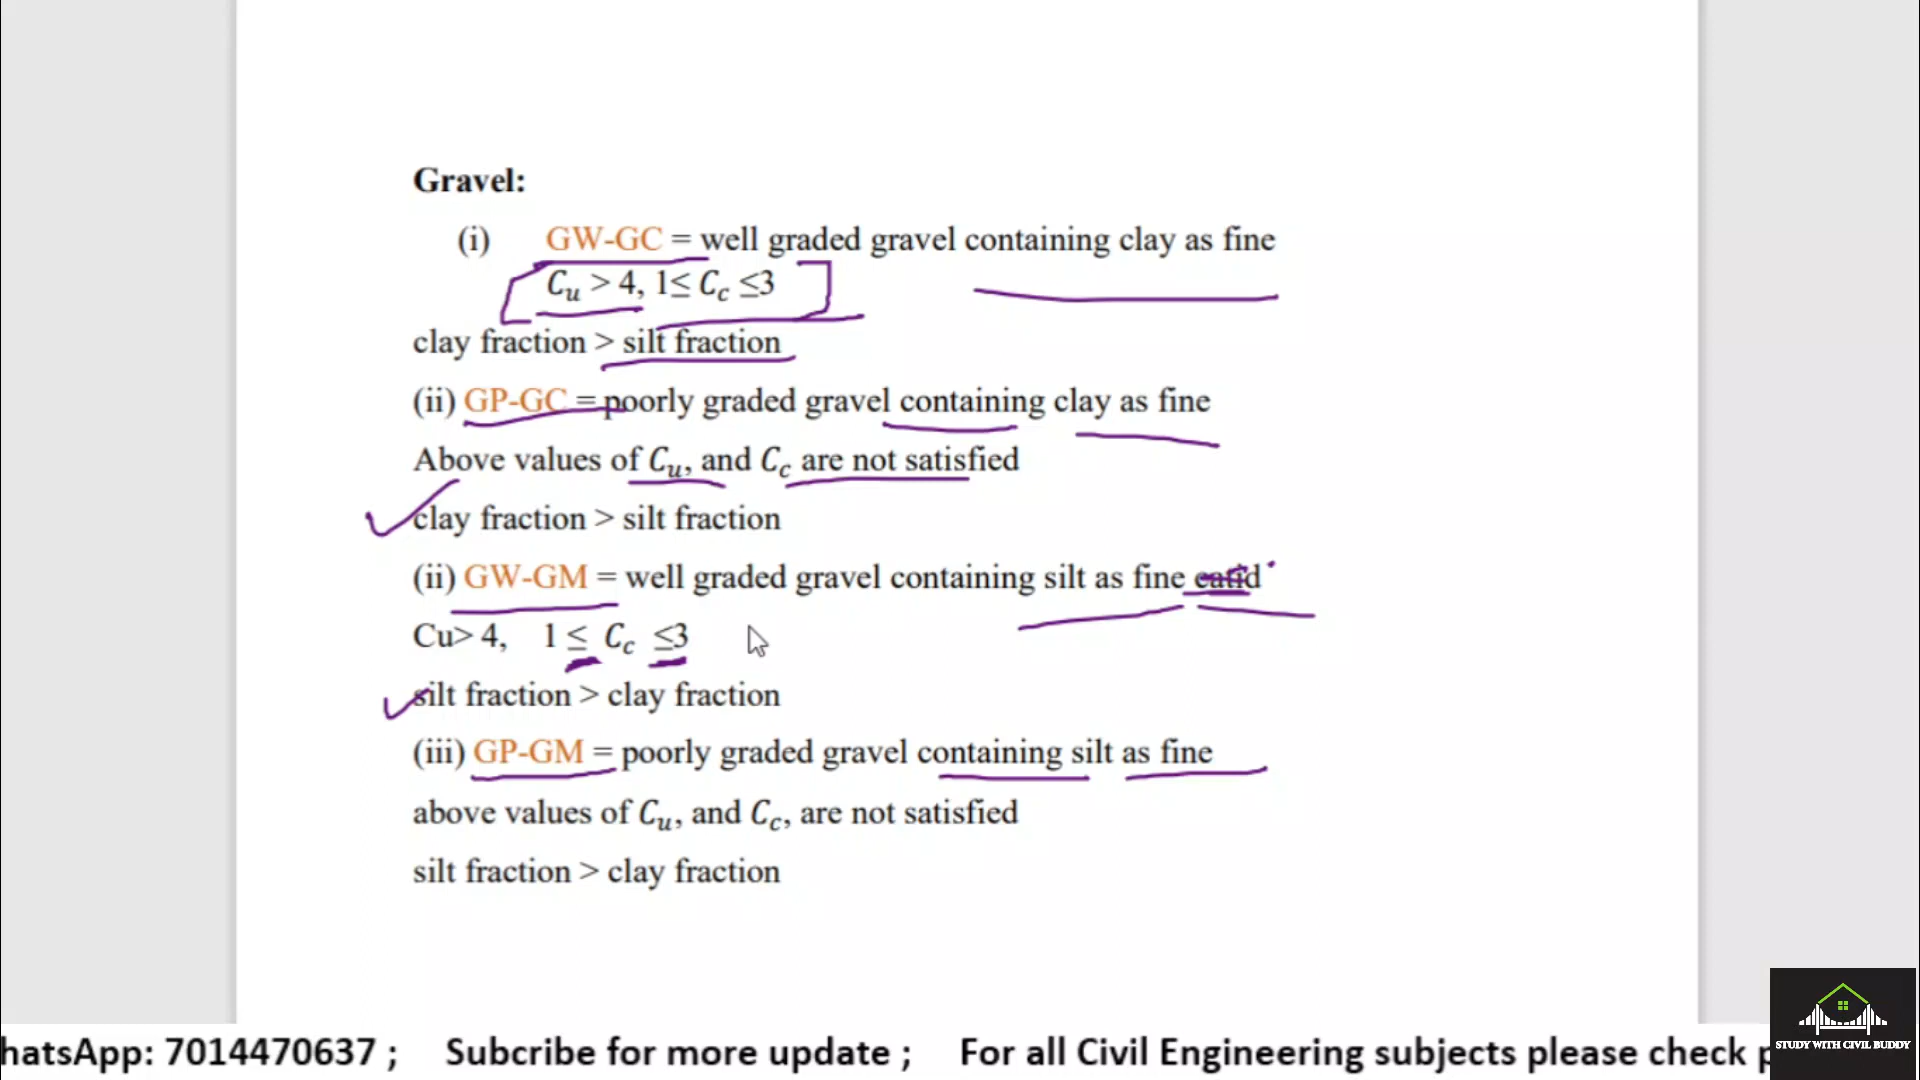 Gravel:
(i) GW-GC = well graded gravel containing clay as fine
Cu > 4, 1≤ Cc ≤3
clay fraction > silt fraction
(ii) GP-GC = poorly graded gravel containing clay as fine
Above values of Cu, and Cc are not satisfied
clay fraction > silt fraction
(ii) GW-GM = well graded gravel containing silt as fine
Cu> 4, 1 ≤ Cc ≤3
silt fraction > clay fraction
(iii) GP-GM = poorly graded gravel containing silt as fine
above values of Cu, and Cc, are not satisfied
silt fraction > clay fraction
hatsApp: 7014470637 ; Subcribe for more update ; For all Civil Engineering subjects please check
STUDY WITH CIVIL BUDDY